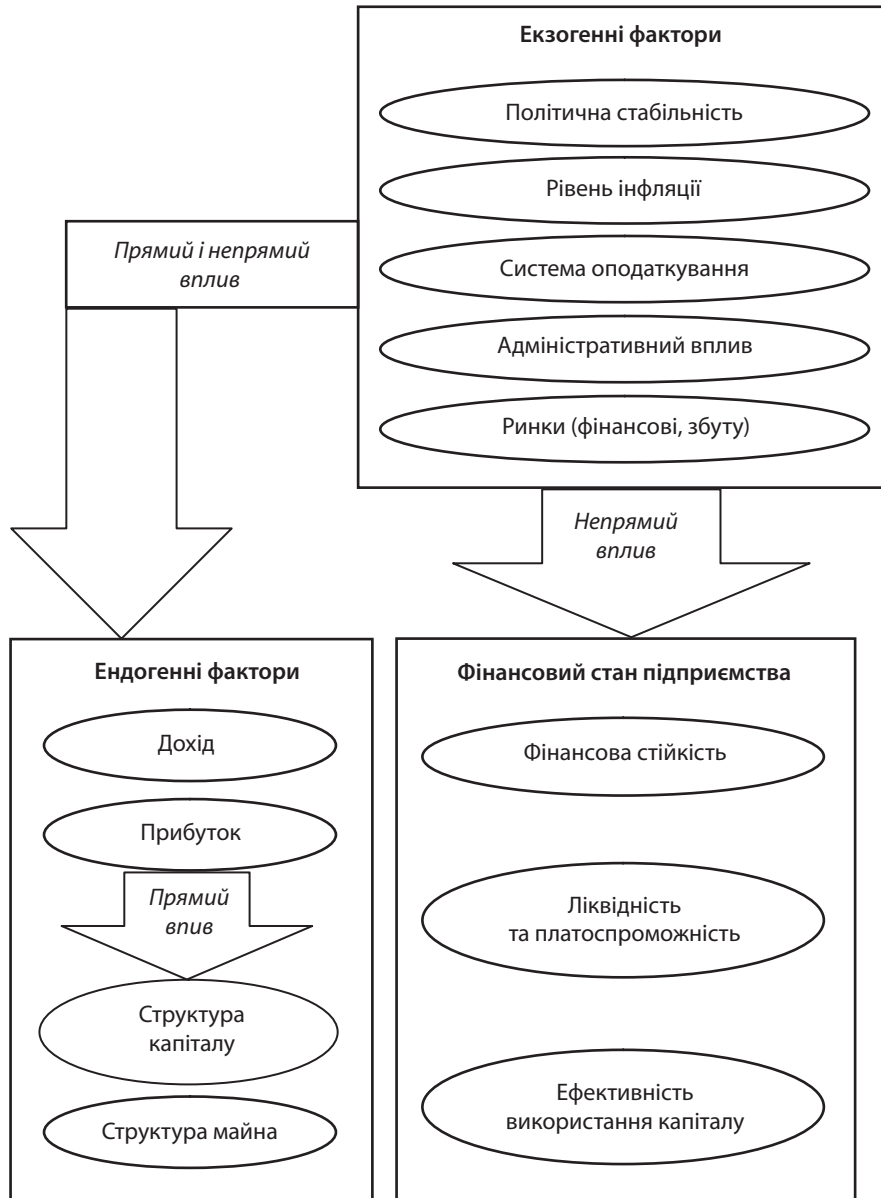 Екзогенні фактори
Політична стабільність
Рівень інфляції
Прямий і непрямий
вплив
Система оподаткування
Адміністративний вплив
Ринки (фінансові, збуту)
Непрямий
вплив
Ендогенні фактори
Дохід
Прибуток
Прямий
впив
Структура
капіталу
Структура майна
Фінансовий стан підприємства
Фінансова стійкість
Ліквідність
та платоспроможність
Ефективність
використання капіталу